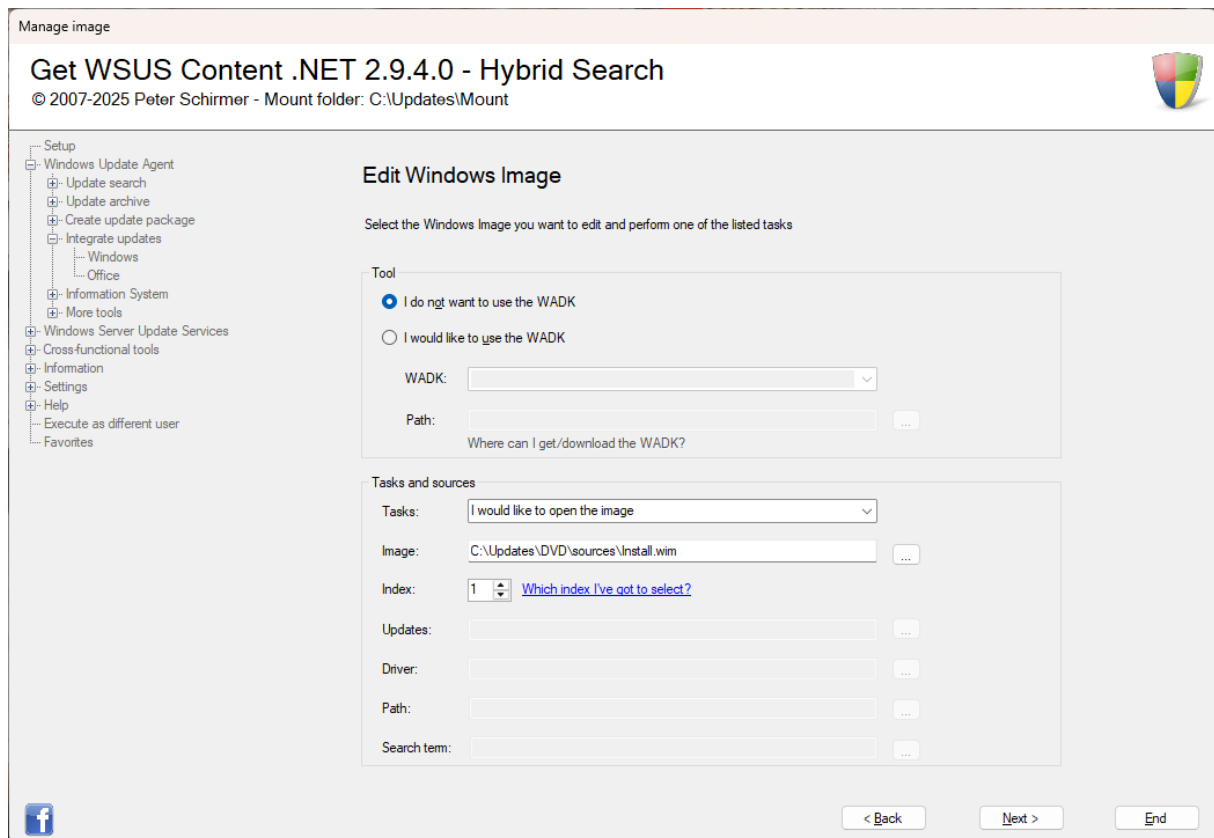 Manage image
Get WSUS Content .NET 2.9.4.0 - Hybrid Search
© 2007-2025 Peter Schirmer - Mount folder: C:\Updates\Mount
Setup
Windows Update Agent
Update search
Update archive
Create update package
Integrate updates
Windows
Office
Information System
More tools
Windows Server Update Services
Cross-functional tools
Information
Settings
Help
Execute as different user
Favorites
Edit Windows Image
Select the Windows Image you want to edit and perform one of the listed tasks
Tool
I do not want to use the WADK
I would like to use the WADK
WADK:
Path:
...
Where can I get/download the WADK?
Tasks and sources
Tasks: I would like to open the image
Image: C:\Updates\DVD\sources\Install.wim ...
Index: 1 Which index I've got to select?
Updates: ...
Driver: ...
Path: ...
Search term: ...
f
< Back Next > End